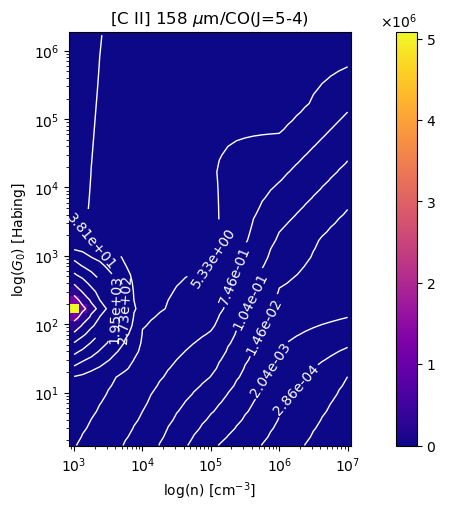 [C II] 158 μm/CO(J=5-4)
×10⁶
log(G₀) [Habing]
10⁶
10⁵
10⁴
10³
10²
10¹
3.81e+01
1.95e+03
2.73e+02
5.33e+00
7.46e-01
1.04e-01
1.46e-02
2.04e-03
2.86e-04
10³
10⁴
10⁵
10⁶
10⁷
log(n) [cm⁻³]
5
4
3
2
1
0